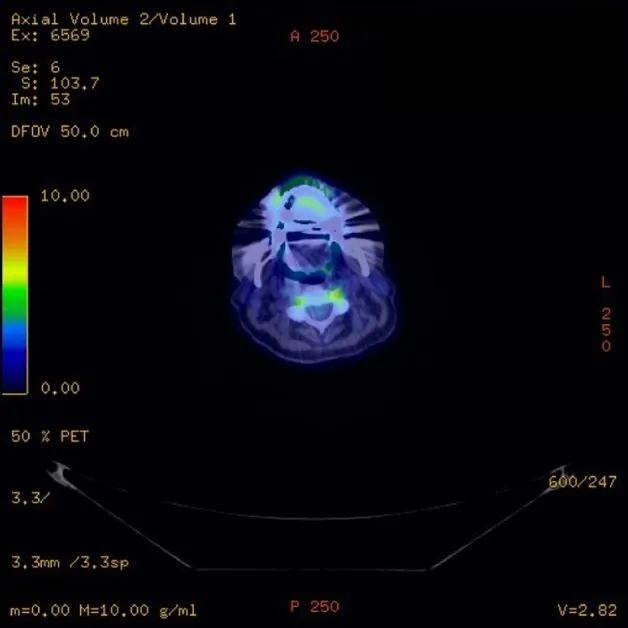 Axial Volume 2/Volume 1
Ex: 6569
A 250
Se: 6
S: 103.7
Im: 53
DFOV 50.0 cm
10.00
L 250
0.00
50 % PET
600/247
3.3/
3.3mm /3.3sp
m=0.00 M=10.00 g/ml
P 250
V=2.82